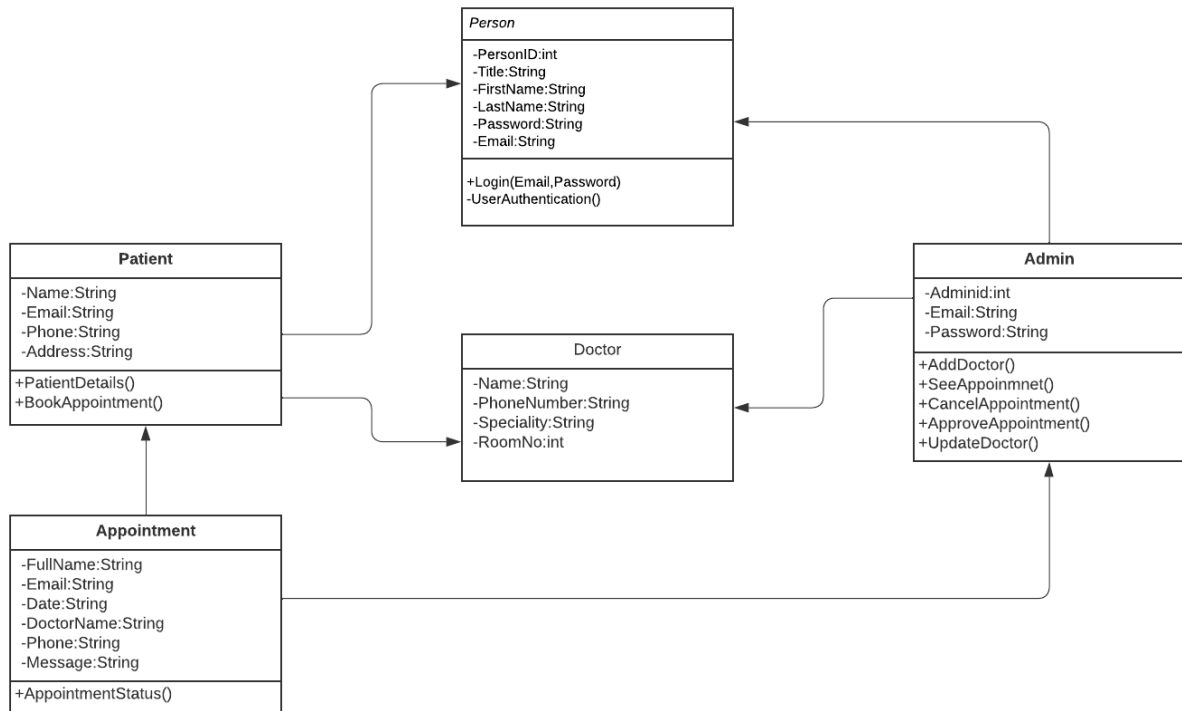 Person
-PersonID:int
-Title:String
-FirstName:String
-LastName:String
-Password:String
-Email:String
+Login(Email,Password)
-UserAuthentication()
Patient
-Name:String
-Email:String
-Phone:String
-Address:String
+PatientDetails()
+BookAppointment()
Doctor
-Name:String
-PhoneNumber:String
-Speciality:String
-RoomNo:int
Admin
-Adminid:int
-Email:String
-Password:String
+AddDoctor()
+SeeAppoinmnet()
+CancelAppointment()
+ApproveAppointment()
+UpdateDoctor()
Appointment
-FullName:String
-Email:String
-Date:String
-DoctorName:String
-Phone:String
-Message:String
+AppointmentStatus()